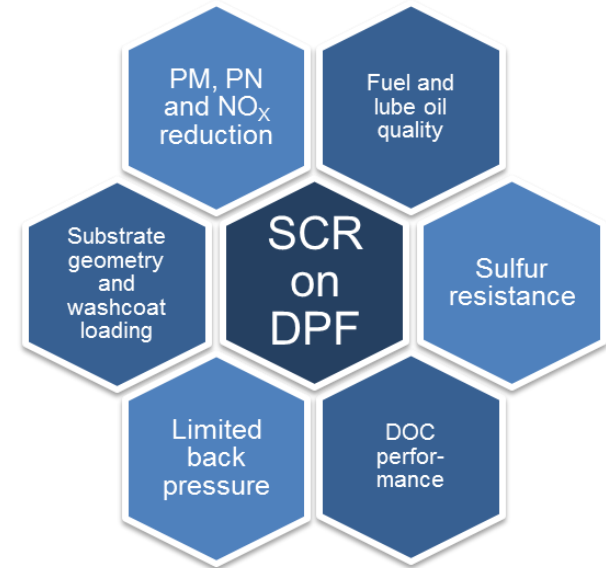 PM, PN
and NOX
reduction
Fuel and
lube oil
quality
Substrate
geometry
and
washcoat
loading
SCR
on
DPF
Sulfur
resistance
Limited
back
pressure
DOC
perfor-
mance